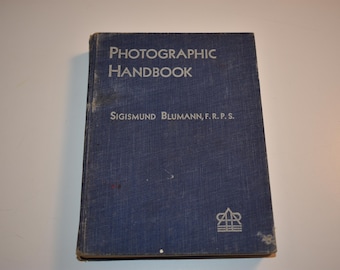 PHOTOGRAPHIC
HANDBOOK
SIGISMUND BLUMANN, F.R.P.S.